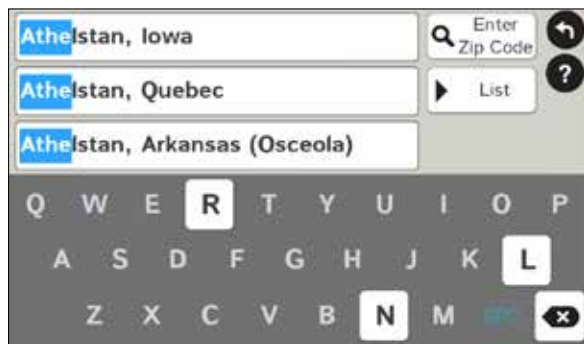 Athelstan, Iowa
Enter
Zip Code
Athelstan, Quebec
?
List
Athelstan, Arkansas (Osceola)
Q W E R T Y U I O P
A S D F G H J K L
Z X C V B N M